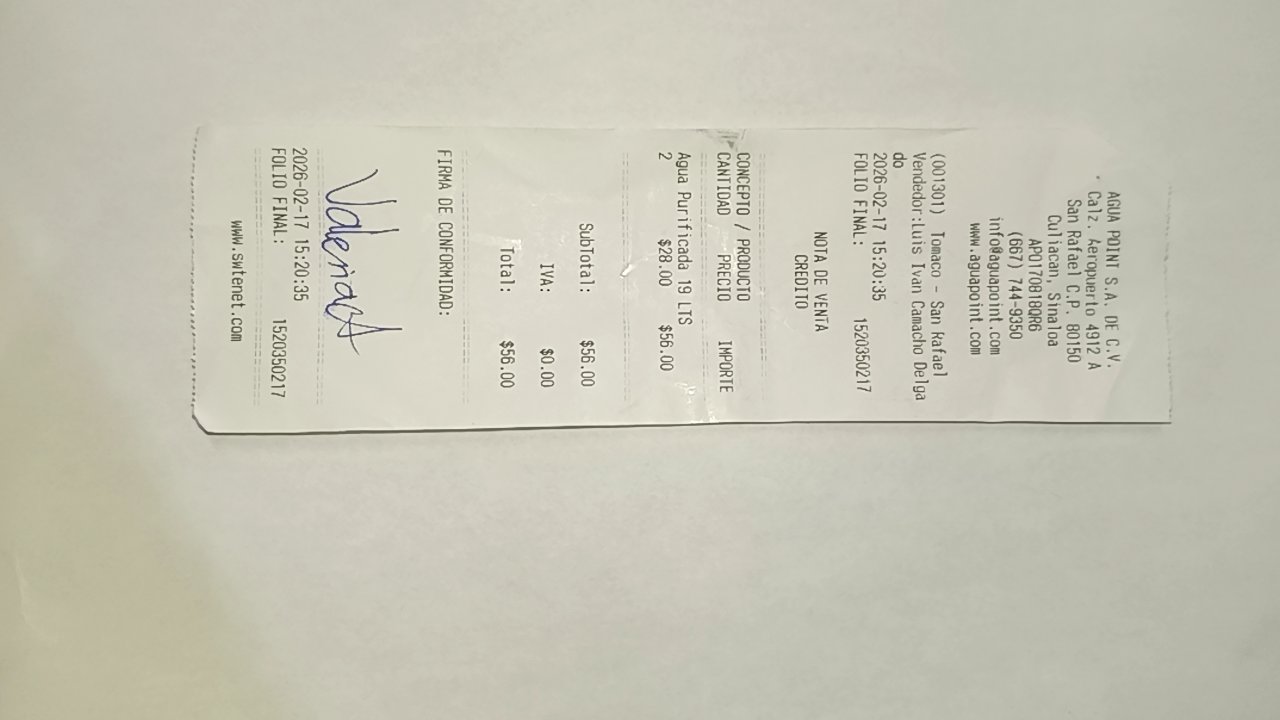 AGUA POINT S.A. DE C.V.
Calz. Aeropuerto 4912 A
San Rafael C.P. 80150
Culiacan, Sinaloa
APO170818QR6
(667) 744-9350
info@aguapoint.com
www.aguapoint.com
(001301) Tomaco - San Rafael
Vendedor:Luis Ivan Camacho Delga
do
2026-02-17 15:20:35
FOLIO FINAL: 1520350217
NOTA DE VENTA
CREDITO
CONCEPTO / PRODUCTO
CANTIDAD PRECIO IMPORTE
Agua Purificada 19 LTS
2 $28.00 $56.00
SubTotal: $56.00
IVA: $0.00
Total: $56.00
FIRMA DE CONFORMIDAD:
2026-02-17 15:20:35
FOLIO FINAL: 1520350217
www.swtenet.com